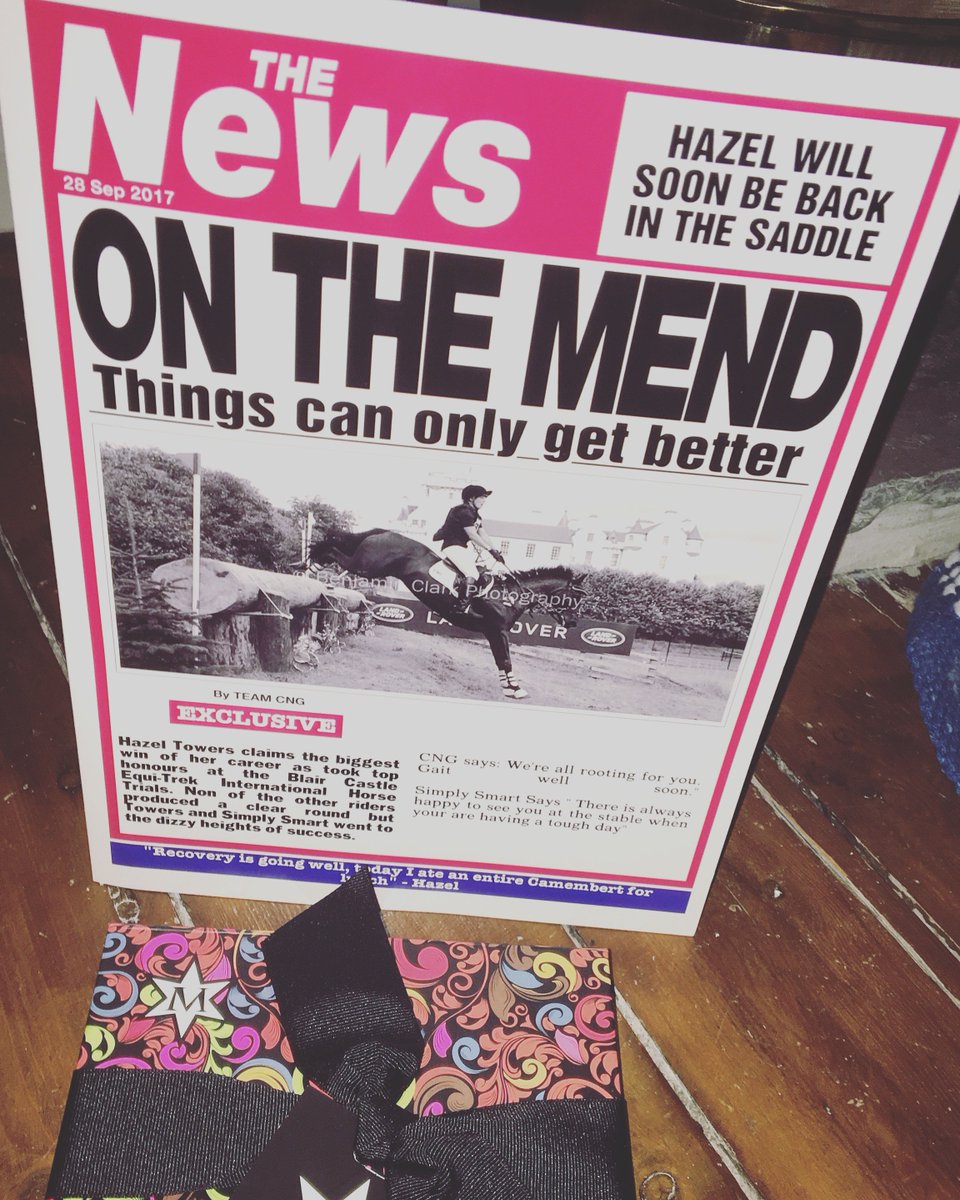 THE
News
28 Sep 2017
HAZEL WILL
SOON BE BACK
IN THE SADDLE
ON THE MEND
Things can only get better
© Benjamin Clark Photography
LAND ROVER
LAND ROVER
LAND ROVER
By TEAM CNG
EXCLUSIVE
Hazel Towers claims the biggest
win of her career as took top
honours at the Blair Castle
Equi-Trek International Horse
Trials. Non of the other riders
produced a clear round but
Towers and Simply Smart went to
the dizzy heights of success.
CNG says: We're all rooting for you.
Gait well soon."
Simply Smart Says " There is always
happy to see you at the stable when
your are having a tough day"
"Recovery is going well, today I ate an entire Camembert for
- Hazel
M